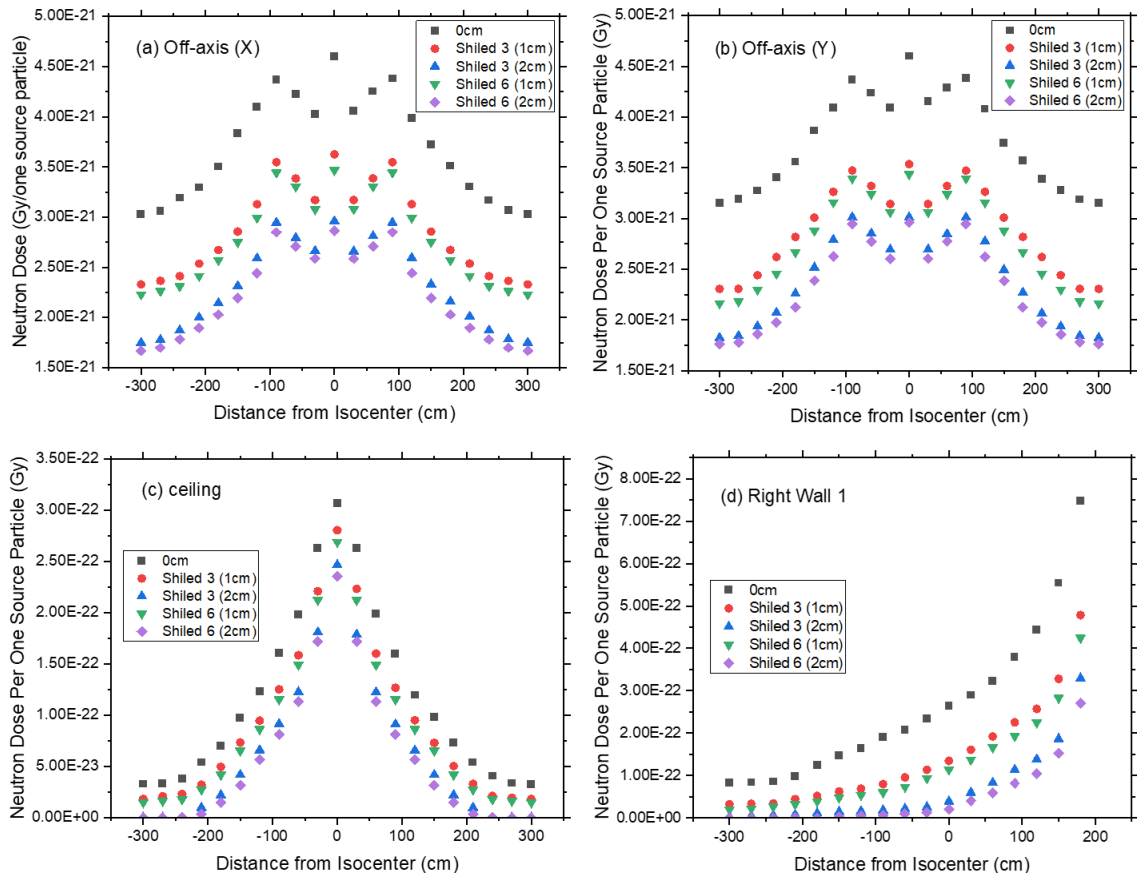 (a) Off-axis (X)
0cm
Shiled 3 (1cm)
Shiled 3 (2cm)
Shiled 6 (1cm)
Shiled 6 (2cm)
Neutron Dose (Gy/one source particle)
5.00E-21
4.50E-21
4.00E-21
3.50E-21
3.00E-21
2.50E-21
2.00E-21
1.50E-21
-300 -200 -100 0 100 200 300
Distance from Isocenter (cm)
(b) Off-axis (Y)
0cm
Shiled 3 (1cm)
Shiled 3 (2cm)
Shiled 6 (1cm)
Shiled 6 (2cm)
Neutron Dose Per One Source Particle (Gy)
5.00E-21
4.50E-21
4.00E-21
3.50E-21
3.00E-21
2.50E-21
2.00E-21
1.50E-21
-300 -200 -100 0 100 200 300
Distance from Isocenter (cm)
(c) ceiling
0cm
Shiled 3 (1cm)
Shiled 3 (2cm)
Shiled 6 (1cm)
Shiled 6 (2cm)
Neutron Dose Per One Source Particle (Gy)
3.50E-22
3.00E-22
2.50E-22
2.00E-22
1.50E-22
1.00E-22
5.00E-23
0.00E+00
-300 -200 -100 0 100 200 300
Distance from Isocenter (cm)
(d) Right Wall 1
0cm
Shiled 3 (1cm)
Shiled 3 (2cm)
Shiled 6 (1cm)
Shiled 6 (2cm)
Neutron Dose Per One Source Particle (Gy)
8.00E-22
7.00E-22
6.00E-22
5.00E-22
4.00E-22
3.00E-22
2.00E-22
1.00E-22
0.00E+00
-300 -200 -100 0 100 200
Distance from Isocenter (cm)